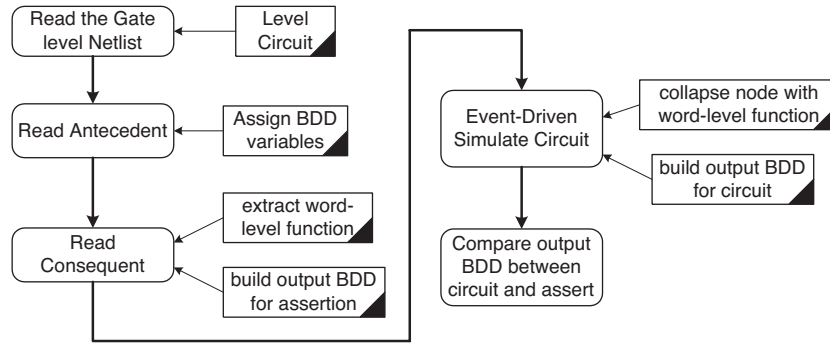 Read the Gate
level Netlist
Level
Circuit
Read Antecedent
Assign BDD
variables
Read
Consequent
extract word-
level function
build output BDD
for assertion
Event-Driven
Simulate Circuit
collapse node with
word-level function
build output BDD
for circuit
Compare output
BDD between
circuit and assert